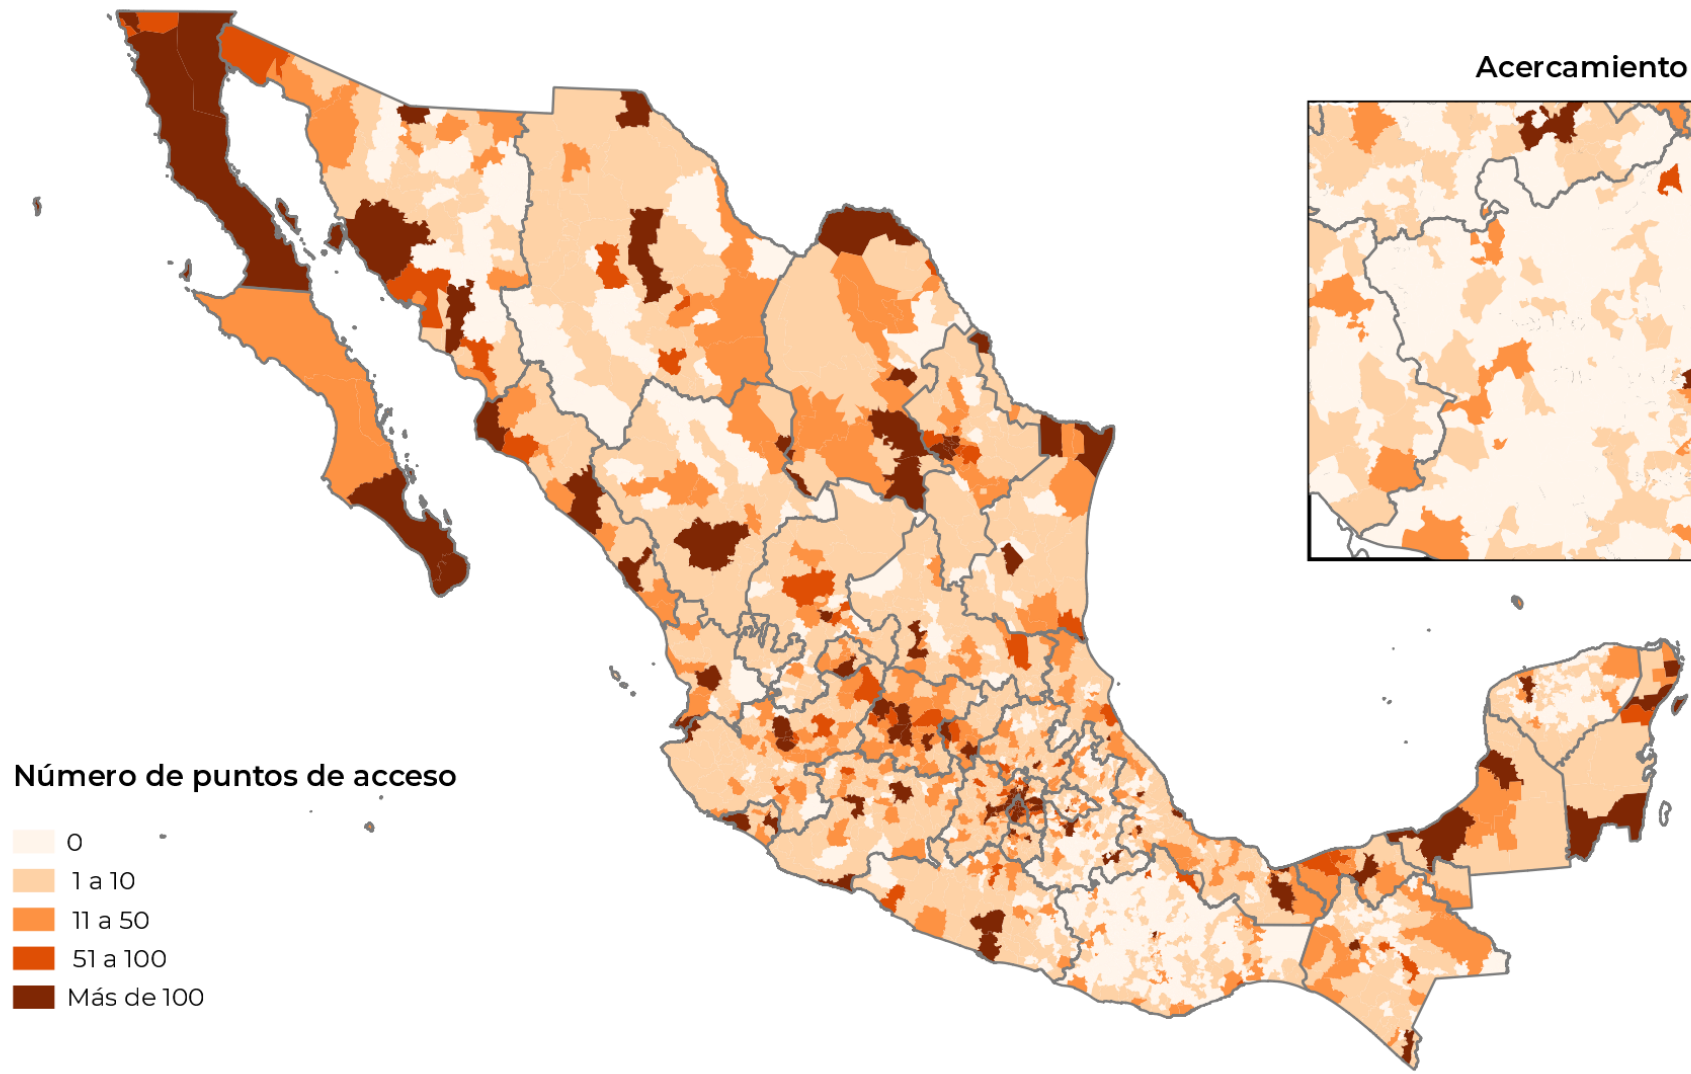 Acercamiento
Número de puntos de acceso
0
1 a 10
11 a 50
51 a 100
Más de 100